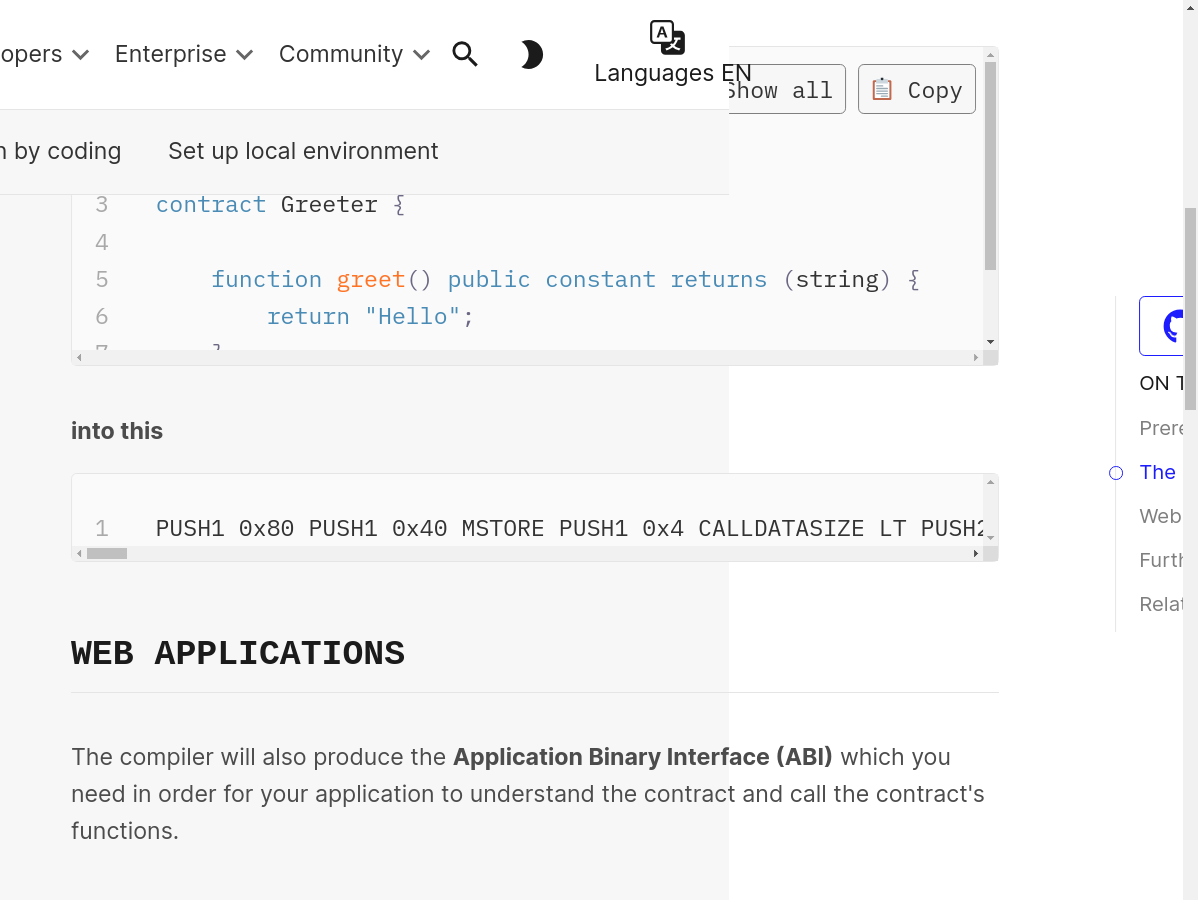 opers Enterprise Community
Languages EN
Show all Copy
n by coding Set up local environment
3 contract Greeter {
4
5 function greet() public constant returns (string) {
6 return "Hello";
7 }
into this
1 PUSH1 0x80 PUSH1 0x40 MSTORE PUSH1 0x4 CALLDATASIZE LT PUSH2
WEB APPLICATIONS
The compiler will also produce the Application Binary Interface (ABI) which you
need in order for your application to understand the contract and call the contract's
functions.
ON T
Prere
The
Web
Furth
Relat